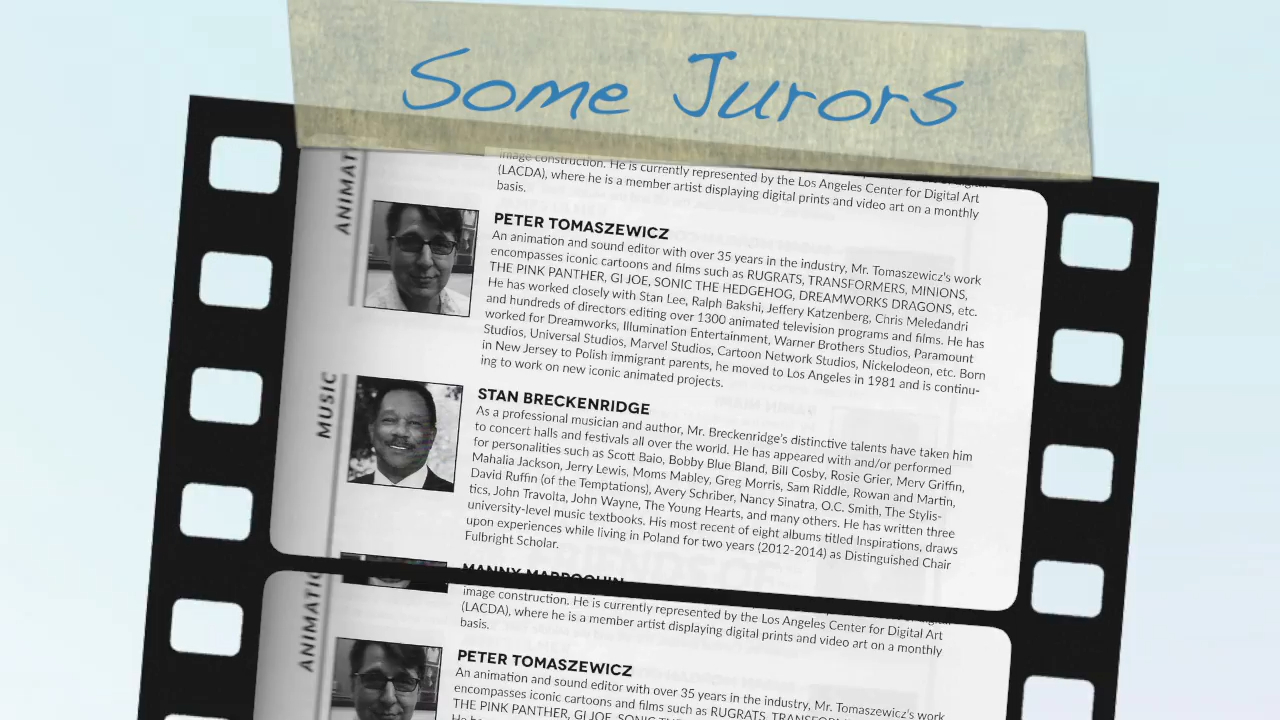 Some Jurors
ANIMAT
image construction. He is currently represented by the Los Angeles Center for Digital Art
(LACDA), where he is a member artist displaying digital prints and video art on a monthly
basis.
PETER TOMASZEWICZ
An animation and sound editor with over 35 years in the industry, Mr. Tomaszewicz's work
encompasses iconic cartoons and films such as RUGRATS, TRANSFORMERS, MINIONS,
THE PINK PANTHER, GI JOE, SONIC THE HEDGEHOG, DREAMWORKS DRAGONS, etc.
He has worked closely with Stan Lee, Ralph Bakshi, Jeffery Katzenberg, Chris Meledandri
and hundreds of directors editing over 1300 animated television programs and films. He has
worked for Dreamworks, Illumination Entertainment, Warner Brothers Studios, Paramount
Studios, Universal Studios, Marvel Studios, Cartoon Network Studios, Nickelodeon, etc. Born
in New Jersey to Polish immigrant parents, he moved to Los Angeles in 1981 and is continu-
ing to work on new iconic animated projects.
MUSIC
STAN BRECKENRIDGE
As a professional musician and author, Mr. Breckenridge's distinctive talents have taken him
to concert halls and festivals all over the world. He has appeared with and/or performed
for personalities such as Scott Baio, Bobby Blue Bland, Bill Cosby, Rosie Grier, Merv Griffin,
Mahalia Jackson, Jerry Lewis, Moms Mabley, Greg Morris, Sam Riddle, Rowan and Martin,
David Ruffin (of the Temptations), Avery Schriber, Nancy Sinatra, O.C. Smith, The Stylis-
tics, John Travolta, John Wayne, The Young Hearts, and many others. He has written three
university-level music textbooks. His most recent of eight albums titled Inspirations, draws
upon experiences while living in Poland for two years (2012-2014) as Distinguished Chair
Fulbright Scholar.
MANNY MARROQUIN
ANIMATIO
image construction. He is currently represented by the Los Angeles Center for Digital Art
(LACDA), where he is a member artist displaying digital prints and video art on a monthly
basis.
PETER TOMASZEWICZ
An animation and sound editor with over 35 years in the industry, Mr. Tomaszewicz's work
encompasses iconic cartoons and films such as RUGRATS, TRANSFORM
THE PINK PANTHER, GI JOE, SONIC